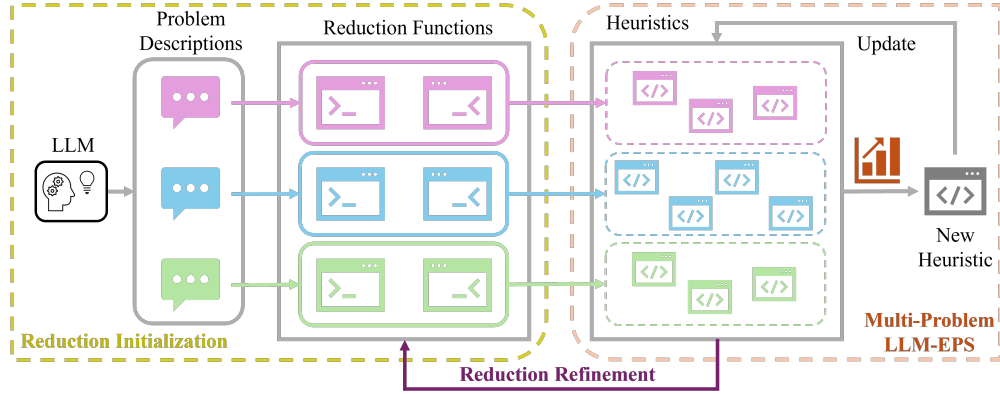 Problem
Descriptions
Reduction Functions
Heuristics
Update
LLM
New
Heuristic
Reduction Initialization
Multi-Problem
LLM-EPS
Reduction Refinement